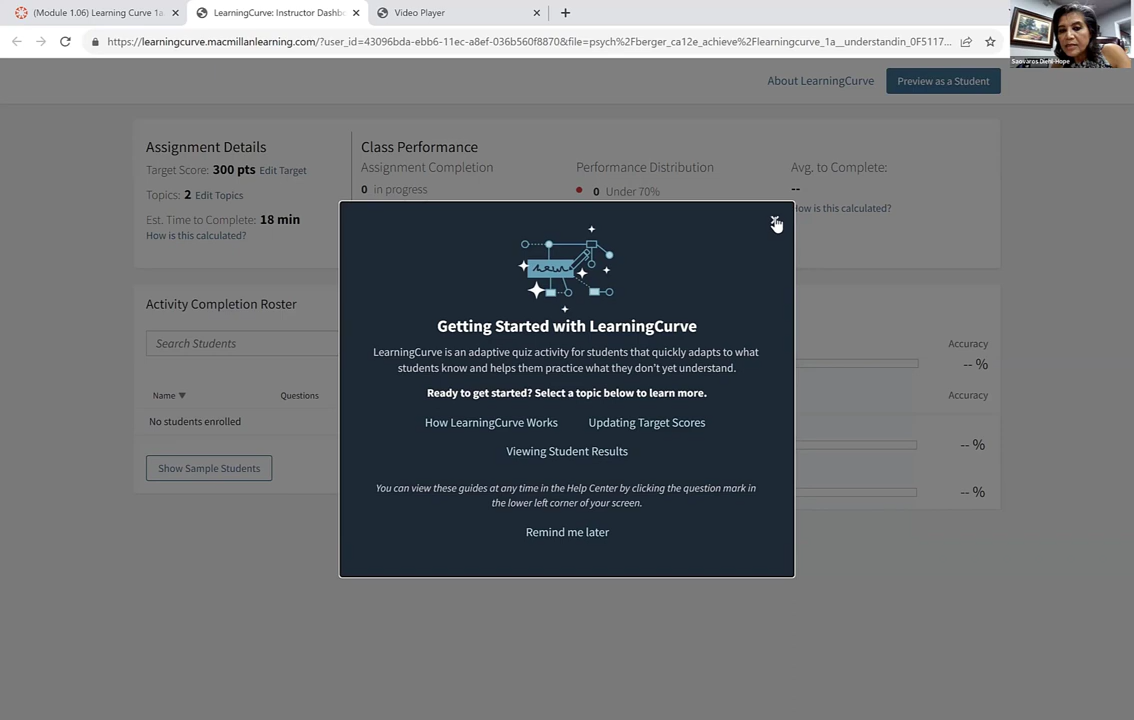 (Module 1.06) Learning Curve 1a
LearningCurve: Instructor Dashbo
Video Player
https://learningcurve.macmillanlearning.com/?user_id=43096bda-ebb6-11ec-a8ef-036b560f8870&file=psych%2Fberger_ca12e_achieve%2Flearningcurve_1a__understandin_0F5117...
Saovaros Diehl-Hope
About LearningCurve
Preview as a Student
Assignment Details
Target Score: 300 pts Edit Target
Topics: 2 Edit Topics
Est. Time to Complete: 18 min
How is this calculated?
Class Performance
Assignment Completion
0 in progress
Performance Distribution
0 Under 70%
Avg. to Complete:
--
How is this calculated?
Activity Completion Roster
Search Students
Name
Questions
No students enrolled
Show Sample Students
Getting Started with LearningCurve
LearningCurve is an adaptive quiz activity for students that quickly adapts to what
students know and helps them practice what they don't yet understand.
Ready to get started? Select a topic below to learn more.
How LearningCurve Works
Updating Target Scores
Viewing Student Results
You can view these guides at any time in the Help Center by clicking the question mark in
the lower left corner of your screen.
Remind me later
Accuracy
-- %
Accuracy
-- %
-- %